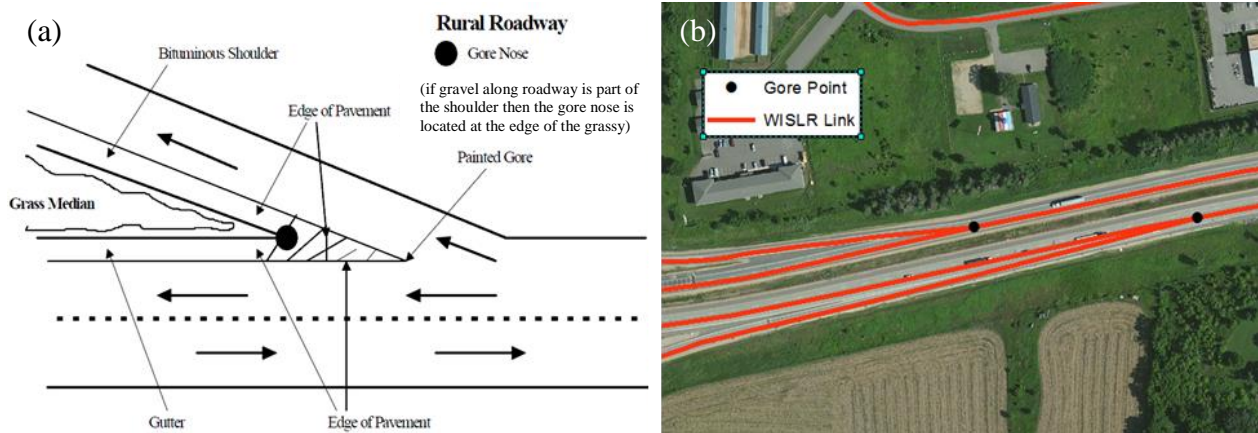 (a)
Rural Roadway
Gore Nose
(if gravel along roadway is part of
the shoulder then the gore nose is
located at the edge of the grassy)
Bituminous Shoulder
Edge of Pavement
Painted Gore
Grass Median
Gutter
Edge of Pavement
(b)
Gore Point
WISLR Link